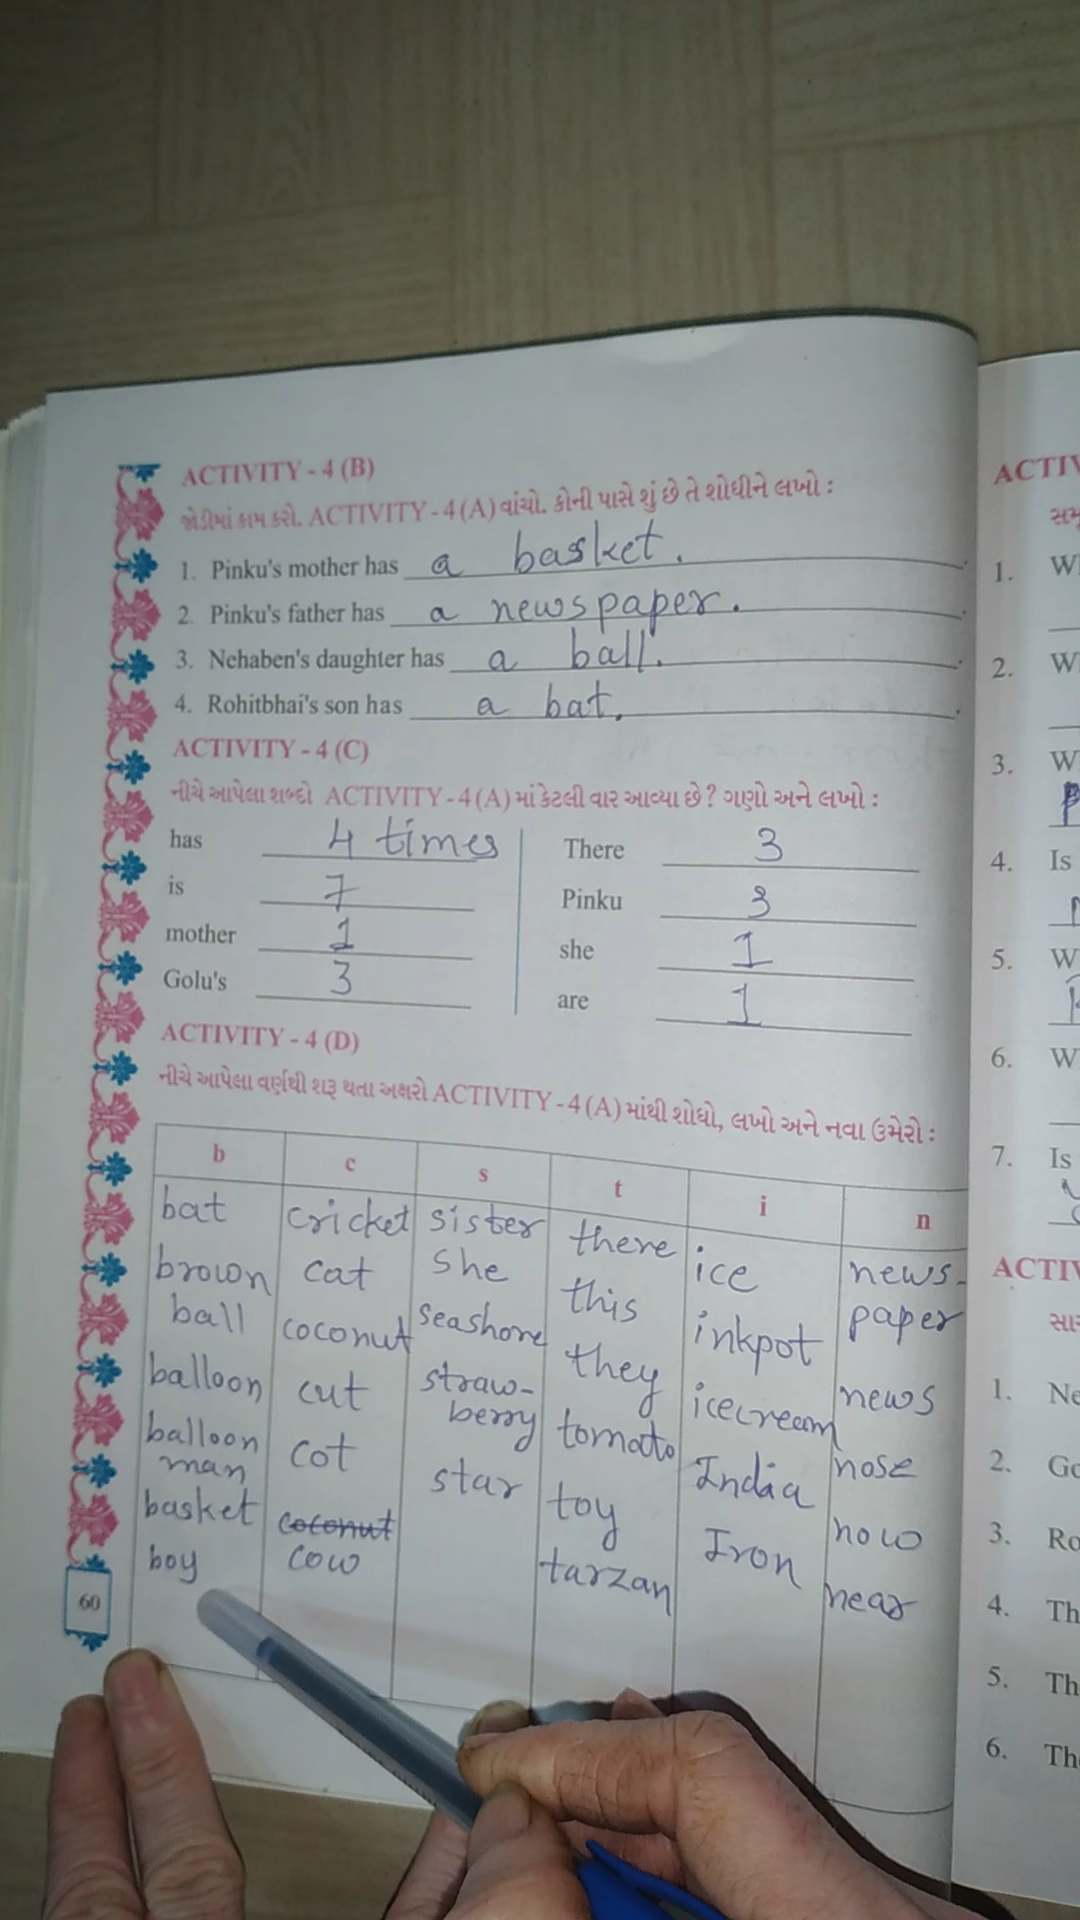 ACTIVITY - 4 (B)
જોડીમાં કામ કરો. ACTIVITY - 4 (A) વાંચો. કોની પાસે શું છે તે શોધીને લખો :
1. Pinku's mother has a basket.
2. Pinku's father has a newspaper.
3. Nehaben's daughter has a ball.
4. Rohitbhai's son has a bat.
ACTIVITY - 4 (C)
નીચે આપેલા શબ્દો ACTIVITY - 4 (A) માં કેટલી વાર આવ્યા છે? ગણો અને લખો :
has 4 times There 3
is 7 Pinku 3
mother 1 she 1
Golu's 3 are 1
ACTIVITY - 4 (D)
નીચે આપેલા વર્ણથી શરૂ થતા અક્ષરો ACTIVITY - 4 (A) માંથી શોધો, લખો અને નવા ઉમેરો :
b c s t i n
bat cricket sister there ice news-
brown cat she this inkpot paper
ball coconut seashore they icecream news
balloon cut straw- tomato India nose
balloon cot berry toy Iron now
man coconut star tarzan near
basket cow
boy
60
ACTIV
1. W
2. W
3. W
4. Is
5. W
6. W
7. Is
ACTIV
1. Ne
2. Go
3. Ro
4. Th
5. Th
6. Th